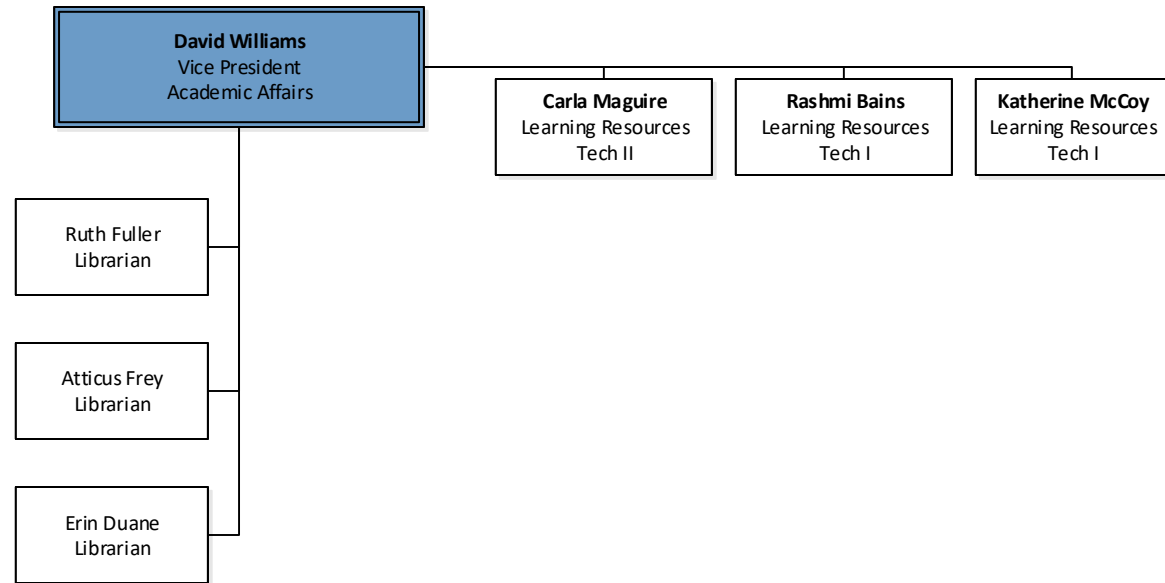 David Williams
Vice President
Academic Affairs
Carla Maguire
Learning Resources
Tech II
Rashmi Bains
Learning Resources
Tech I
Katherine McCoy
Learning Resources
Tech I
Ruth Fuller
Librarian
Atticus Frey
Librarian
Erin Duane
Librarian